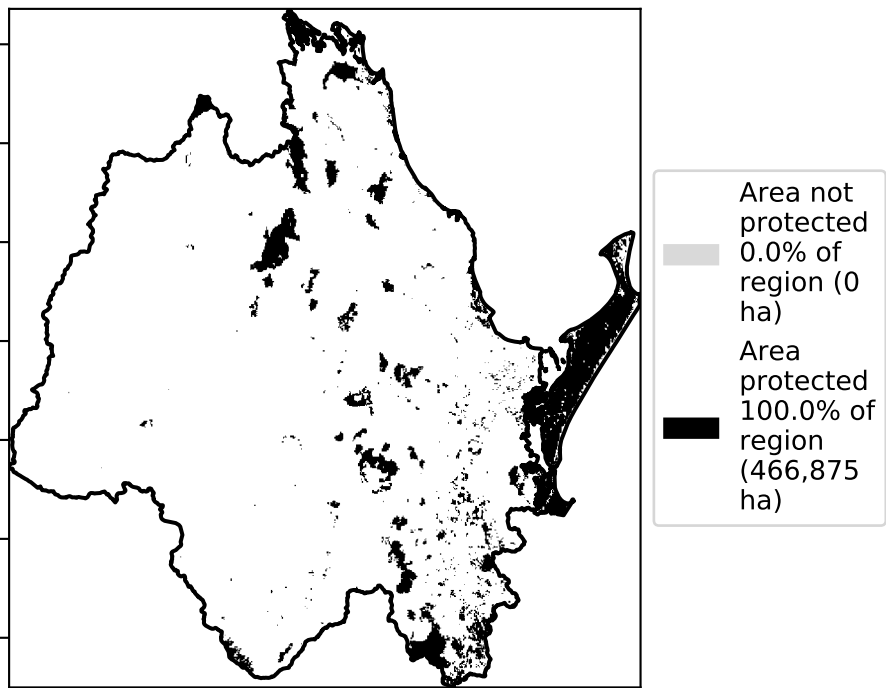 Area not
protected
0.0% of
region (0
ha)
Area
protected
100.0% of
region
(466,875
ha)